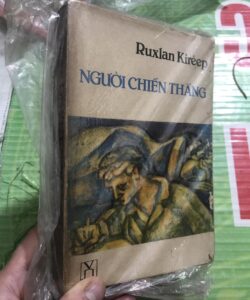 Ruxlan Kirêep
NGƯỜI CHIẾN THẮNG